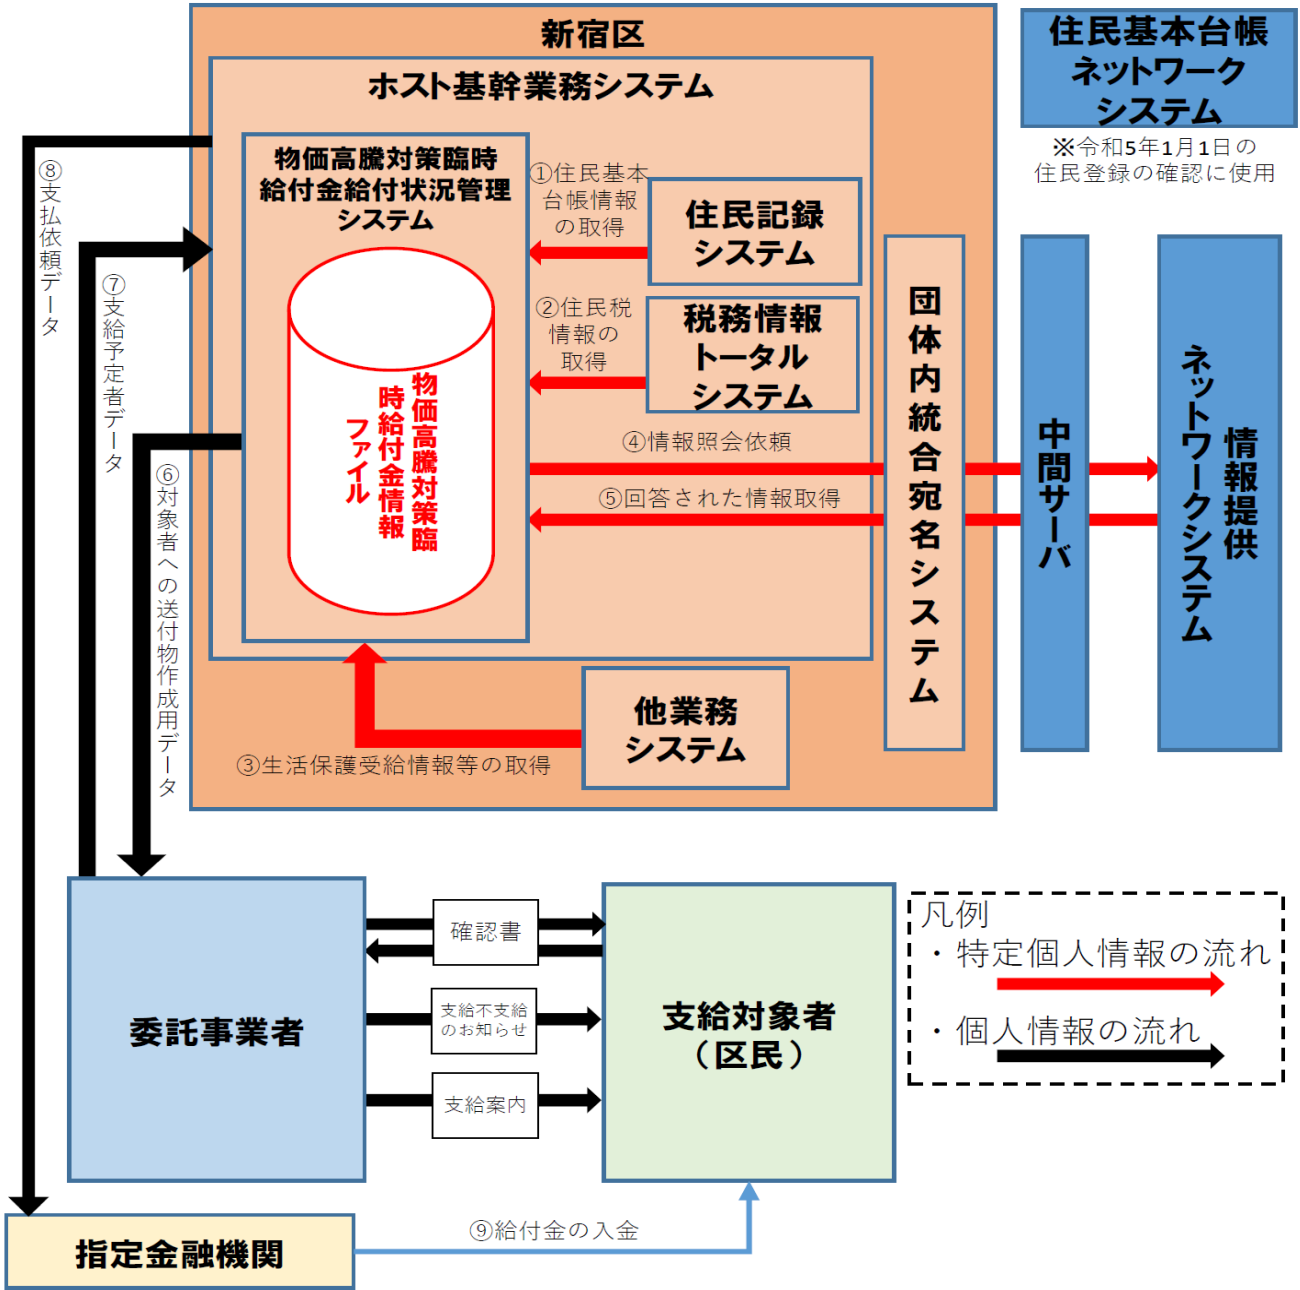 新宿区
ホスト基幹業務システム
物価高騰対策臨時
給付金給付状況管理
システム
物価高騰対策臨
時給付金情報
ファイル
①住民基本
台帳情報
の取得
住民記録
システム
②住民税
情報の
取得
税務情報
トータル
システム
④情報照会依頼
⑤回答された情報取得
③生活保護受給情報等の取得
他業務
システム
団体内統合宛名システム
中間サーバ
情報提供
ネットワークシステム
住民基本台帳
ネットワーク
システム
※令和5年1月1日の
住民登録の確認に使用
⑧支払依頼データ
⑦支給予定者データ
⑥対象者への送付物作成用データ
委託事業者
確認書
支給不支給
のお知らせ
支給案内
支給対象者
（区民）
凡例
・特定個人情報の流れ
・個人情報の流れ
指定金融機関
⑨給付金の入金